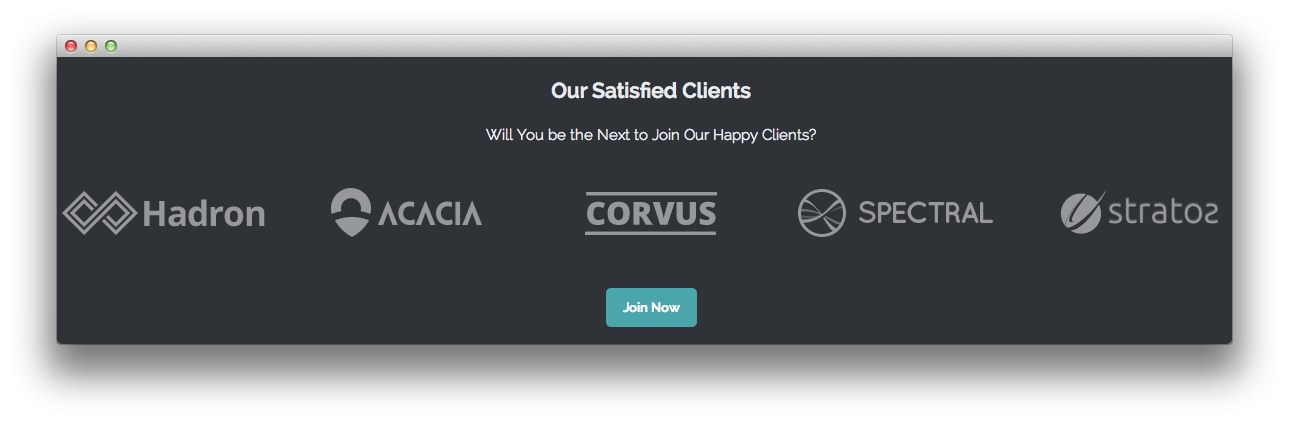 Our Satisfied Clients
Will You be the Next to Join Our Happy Clients?
Hadron ACACIA CORVUS SPECTRAL stratos
Join Now